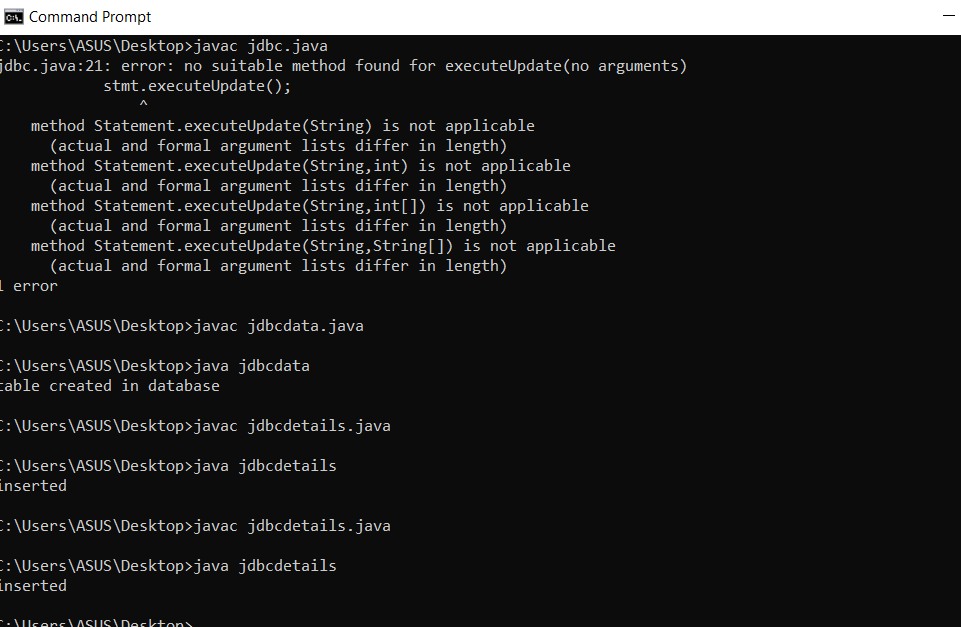 Command Prompt
C:\Users\ASUS\Desktop>javac jdbc.java
jdbc.java:21: error: no suitable method found for executeUpdate(no arguments)
stmt.executeUpdate();
^
method Statement.executeUpdate(String) is not applicable
(actual and formal argument lists differ in length)
method Statement.executeUpdate(String,int) is not applicable
(actual and formal argument lists differ in length)
method Statement.executeUpdate(String,int[]) is not applicable
(actual and formal argument lists differ in length)
method Statement.executeUpdate(String,String[]) is not applicable
(actual and formal argument lists differ in length)
1 error
C:\Users\ASUS\Desktop>javac jdbcdata.java
C:\Users\ASUS\Desktop>java jdbcdata
table created in database
C:\Users\ASUS\Desktop>javac jdbcdetails.java
C:\Users\ASUS\Desktop>java jdbcdetails
inserted
C:\Users\ASUS\Desktop>javac jdbcdetails.java
C:\Users\ASUS\Desktop>java jdbcdetails
inserted
C:\Users\ASUS\Desktop>